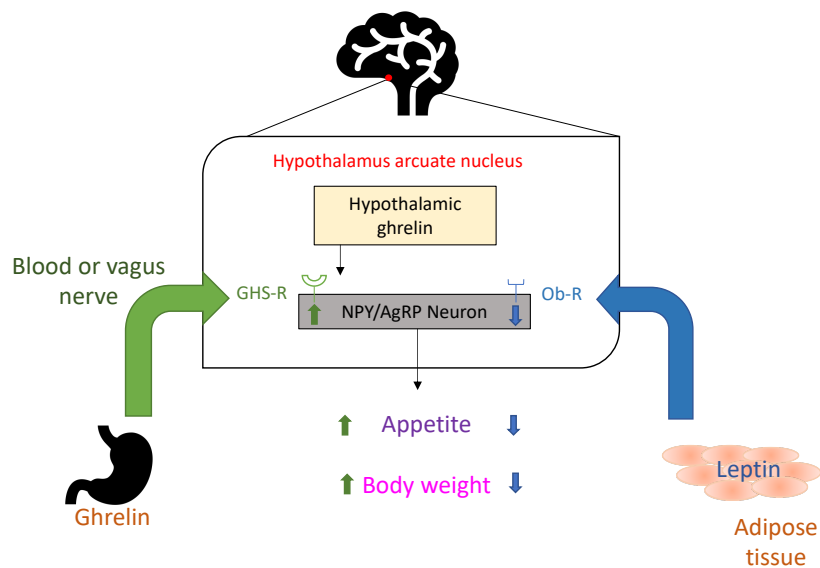 Hypothalamus arcuate nucleus
Hypothalamic
ghrelin
Blood or vagus
nerve
GHS-R
Ob-R
NPY/AgRP Neuron
Appetite
Body weight
Ghrelin
Leptin
Adipose
tissue